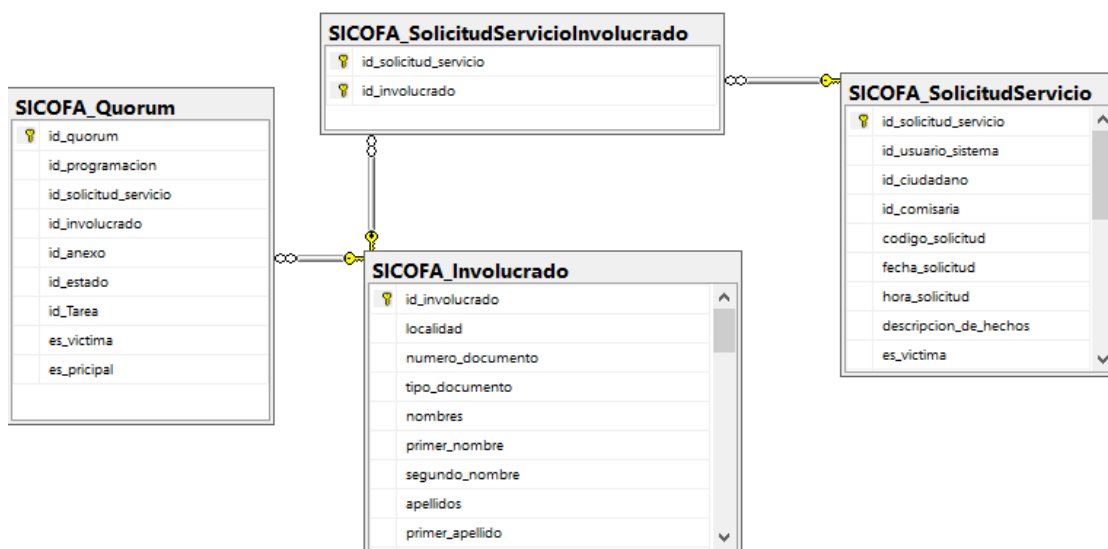 SICOFA_SolicitudServicioInvolucrado
id_solicitud_servicio
id_involucrado
SICOFA_Quorum
id_quorum
id_programacion
id_solicitud_servicio
id_involucrado
id_anexo
id_estado
id_Tarea
es_victima
es_pricipal
SICOFA_Involucrado
id_involucrado
localidad
numero_documento
tipo_documento
nombres
primer_nombre
segundo_nombre
apellidos
primer_apellido
SICOFA_SolicitudServicio
id_solicitud_servicio
id_usuario_sistema
id_ciudadano
id_comisaria
codigo_solicitud
fecha_solicitud
hora_solicitud
descripcion_de_hechos
es_victima